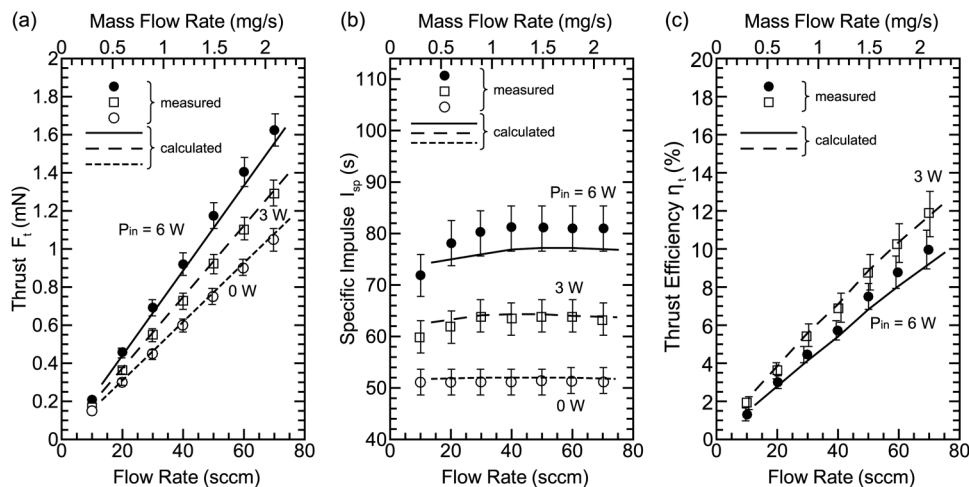 (a)
Mass Flow Rate (mg/s)
0 0.5 1 1.5 2
2
1.8
1.6
1.4
1.2
1
0.8
0.6
0.4
0.2
0
Thrust Ft (mN)
measured
calculated
Pin = 6 W
3 W
0 W
0 20 40 60 80
Flow Rate (sccm)
(b)
Mass Flow Rate (mg/s)
0 0.5 1 1.5 2
110
100
90
80
70
60
50
40
Specific Impulse Isp (s)
measured
calculated
Pin = 6 W
3 W
0 W
0 20 40 60 80
Flow Rate (sccm)
(c)
Mass Flow Rate (mg/s)
0 0.5 1 1.5 2
20
18
16
14
12
10
8
6
4
2
0
Thrust Efficiency ηt (%)
measured
calculated
3 W
Pin = 6 W
0 20 40 60 80
Flow Rate (sccm)